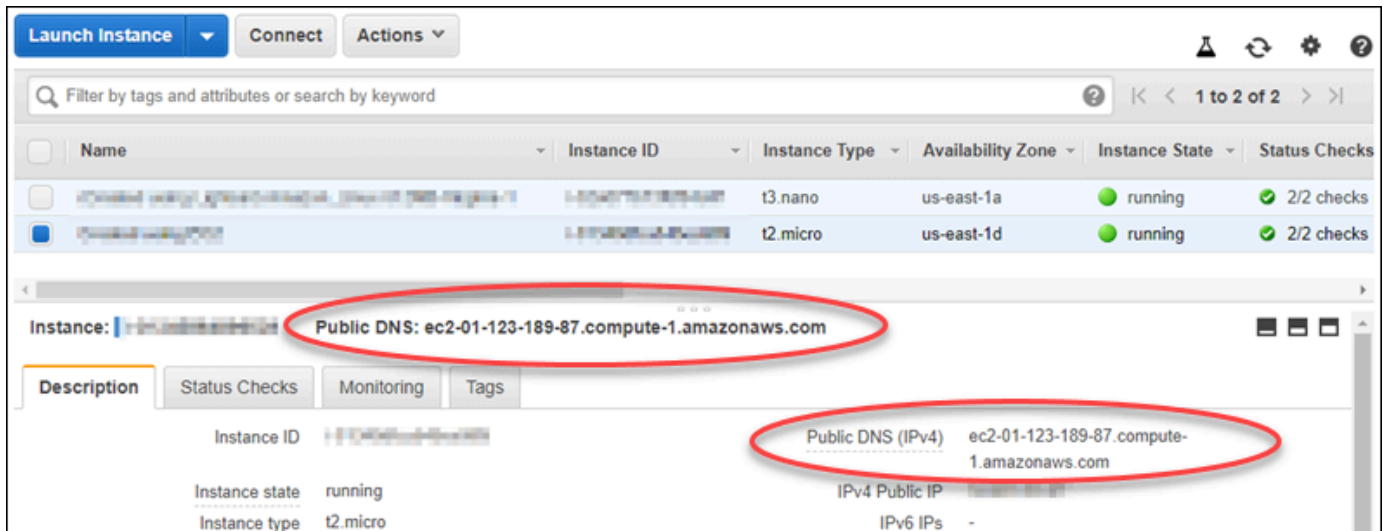 Launch Instance Connect Actions
Filter by tags and attributes or search by keyword 1 to 2 of 2
Name Instance ID Instance Type Availability Zone Instance State Status Checks
t3.nano us-east-1a running 2/2 checks
t2.micro us-east-1d running 2/2 checks
Instance: Public DNS: ec2-01-123-189-87.compute-1.amazonaws.com
Description Status Checks Monitoring Tags
Instance ID Public DNS (IPv4) ec2-01-123-189-87.compute-
1.amazonaws.com
Instance state running IPv4 Public IP
Instance type t2.micro IPv6 IPs -